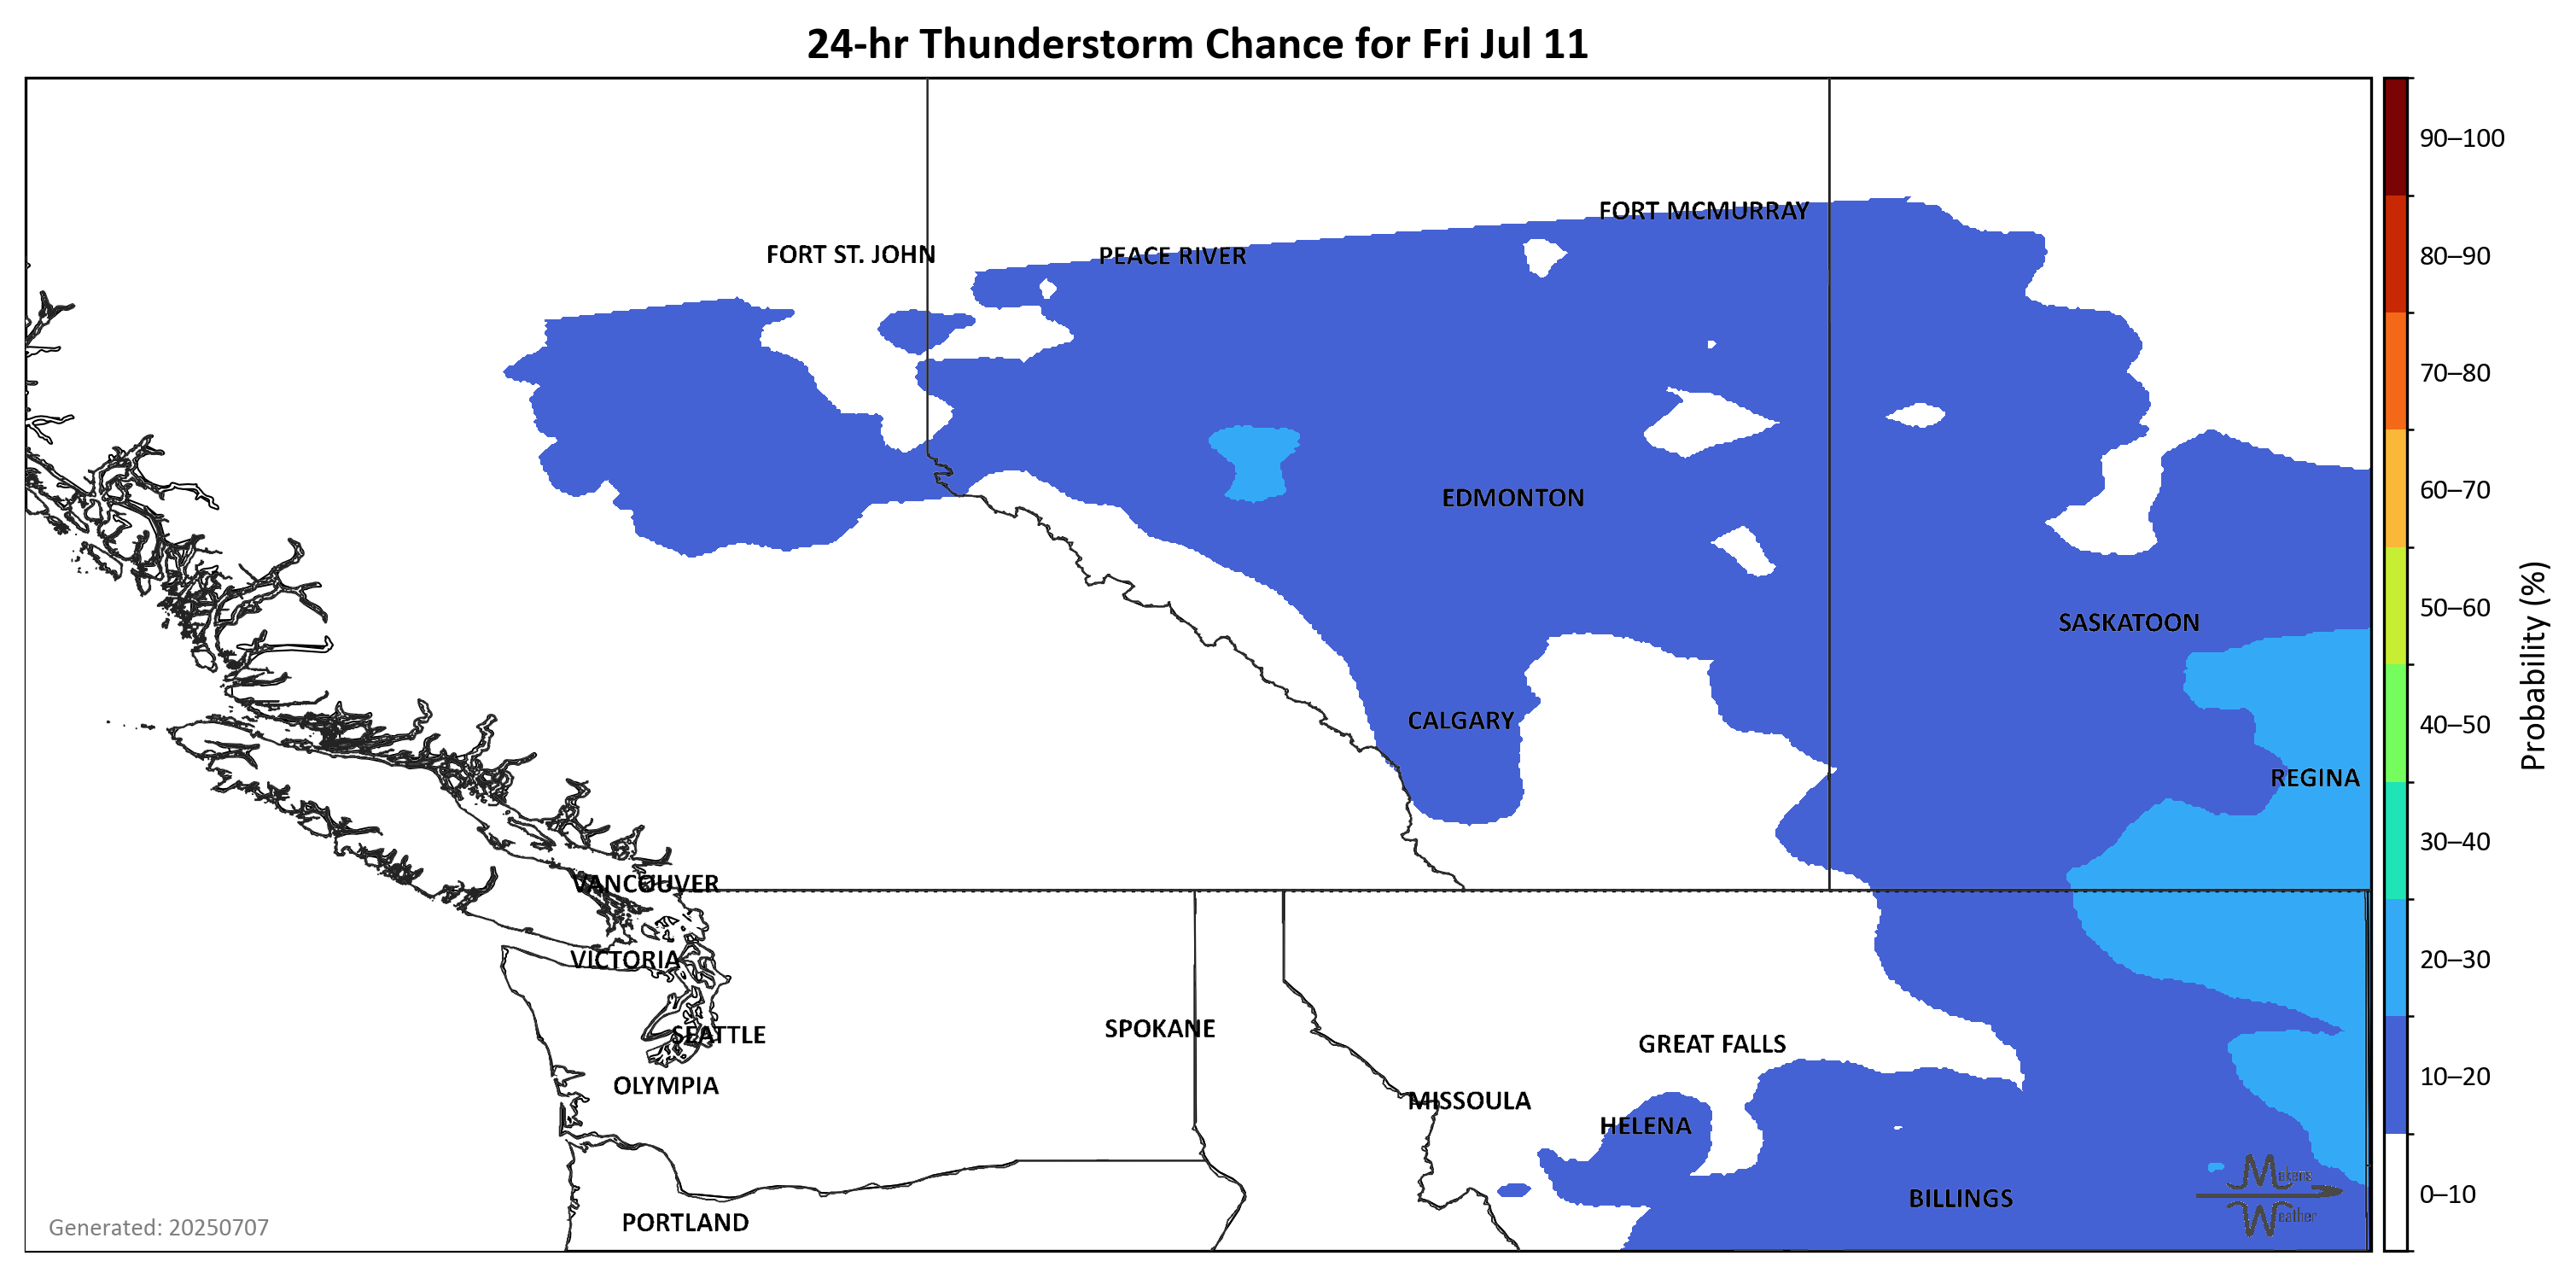 24-hr Thunderstorm Chance for Fri Jul 11
90–100
FORT MCMURRAY
FORT ST. JOHN
PEACE RIVER
80–90
70–80
60–70
EDMONTON
50–60
SASKATOON
Probability (%)
CALGARY
40–50
REGINA
30–40
VANCOUVER
VICTORIA
20–30
SPOKANE
SEATTLE
GREAT FALLS
OLYMPIA
10–20
MISSOULA
HELENA
Mekens
Weather
0–10
BILLINGS
PORTLAND
Generated: 20250707